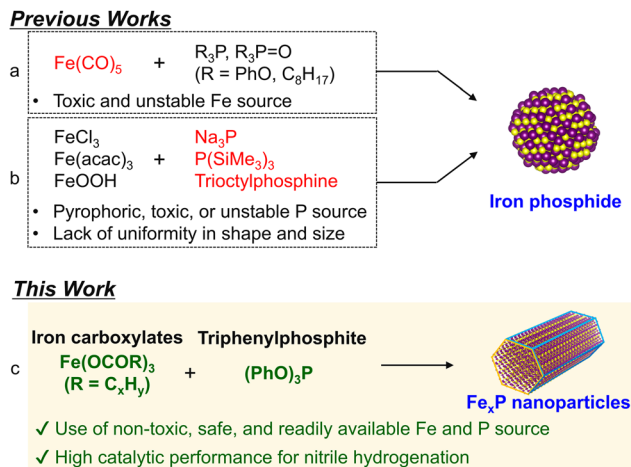 Previous Works
a
Fe(CO)₅ + R₃P, R₃P=O
(R = PhO, C₈H₁₇)
• Toxic and unstable Fe source
b
FeCl₃ Na₃P
Fe(acac)₃ + P(SiMe₃)₃
FeOOH Trioctylphosphine
• Pyrophoric, toxic, or unstable P source
• Lack of uniformity in shape and size
Iron phosphide
This Work
c
Iron carboxylates Triphenylphosphite
Fe(OCOR)₃ + (PhO)₃P
(R = CₓHᵧ)
FeₓP nanoparticles
✓ Use of non-toxic, safe, and readily available Fe and P source
✓ High catalytic performance for nitrile hydrogenation